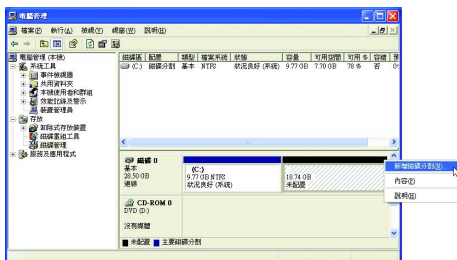 電腦管理
檔案(F) 執行(A) 檢視(V) 視窗(W) 說明(H)
電腦管理 (本機)
系統工具
事件檢視器
共用資料夾
本機使用者和群組
效能記錄及警示
裝置管理員
存放
卸除式存放裝置
磁碟重組工具
磁碟管理
服務及應用程式
磁碟區 配置 類型 檔案系統 狀態 容量 可用空間 可用 % 容錯
(C:) 磁碟分割 基本 NTFS 狀況良好 (系統) 9.77 GB 7.70 GB 78 % 否
磁碟 0
基本
28.50 GB
連線
(C:)
9.77 GB NTFS
狀況良好 (系統)
18.74 GB
未配置
CD-ROM 0
DVD (D:)
沒有媒體
未配置 主要磁碟分割
新增磁碟分割(N)...
內容(P)
說明(H)